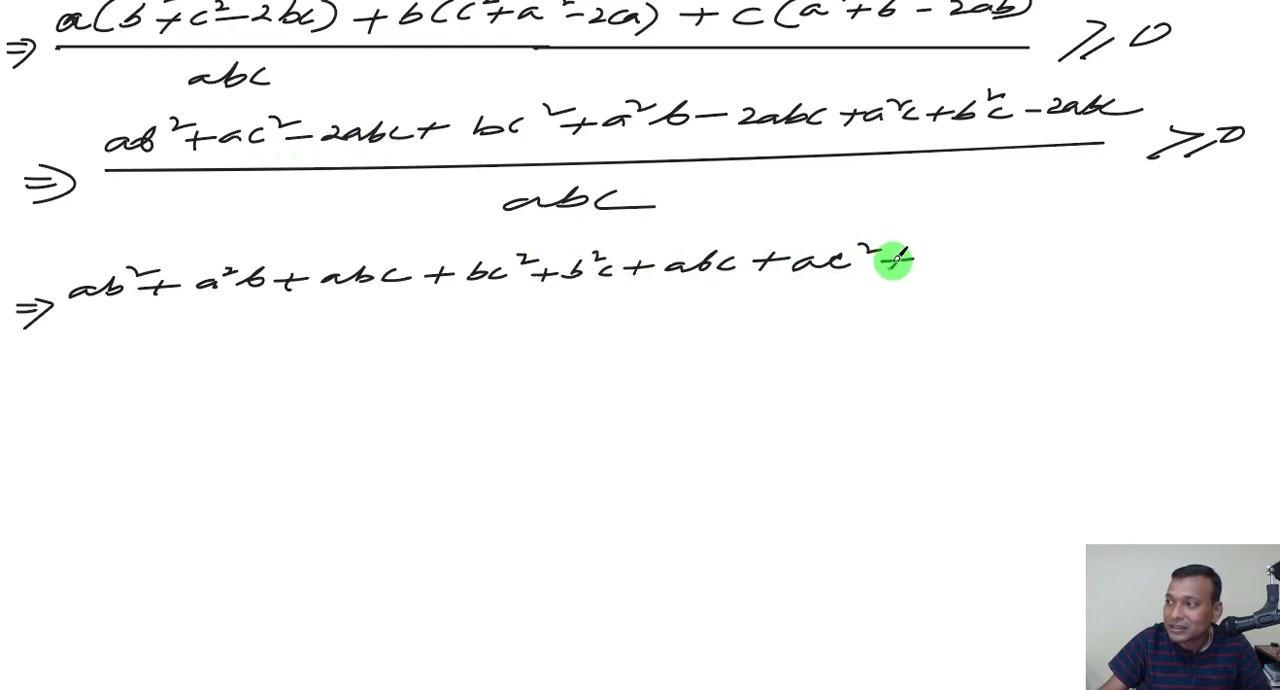 ⇒ a(b²+c²-2bc) + b(c²+a²-2ca) + c(a²+b²-2ab) ≥ 0
abc
⇒ ab²+ac²-2abc+ bc²+a²b-2abc+a²c+b²c-2abc ≥ 0
abc
⇒ ab²+ a²b+abc+bc²+b²c+abc+ac²+